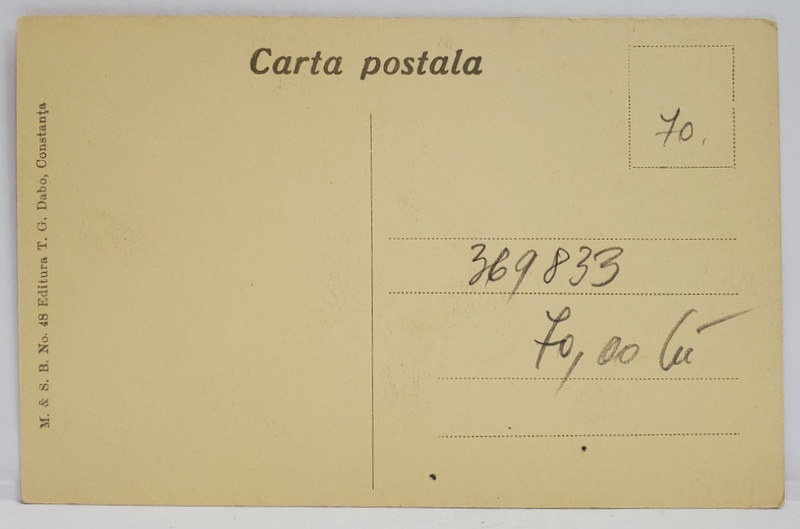 Carta postala
70.
369833
70,00 lei
M. & S. B. No. 48 Editura T. G. Dabo, Constanţa